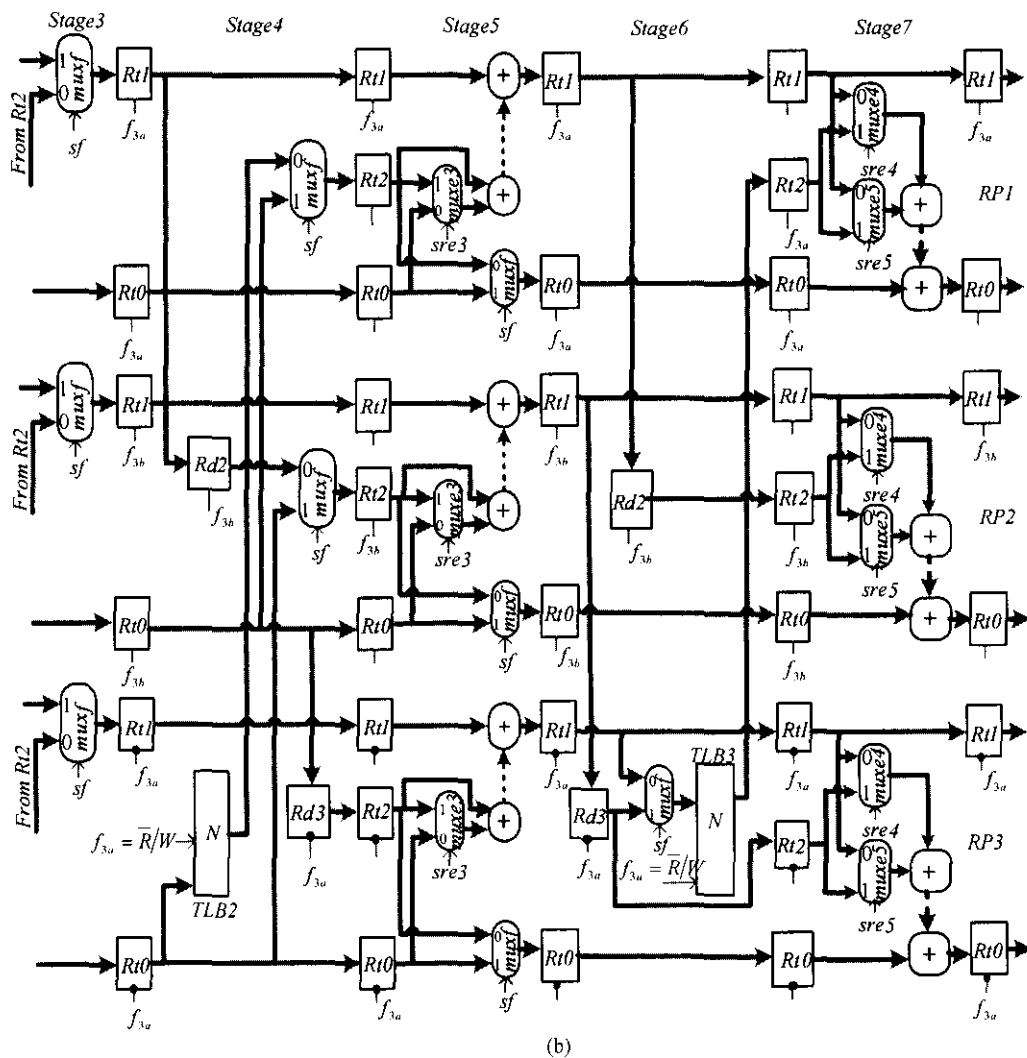 Stage3 Stage4 Stage5 Stage6 Stage7
1 muxf Rt1 Rt1 + Rt1 Rt1 Rt1
0
From Rt2 sf f3a f3a f3a 0 muxe4 f3a
0 muxf Rt2 1 muxe3 1
1 0 + Rt2 sre4 RP1
sf sre3 0 muxe5 +
f3a 1
sre5
Rt0 Rt0 0 muxf Rt0 Rt0 + Rt0
1
f3a sf f3a f3a
1 muxf Rt1 Rt1 + Rt1 Rt1 Rt1
0
From Rt2 sf f3b f3b 0 muxe4 f3b
1
Rd2 0 muxf Rt2 1 muxe3 + Rd2 Rt2 sre4 RP2
f3b 1 0 0 muxe5 +
sf f3b sre3 f3b f3b 1
sre5
Rt0 Rt0 0 muxf Rt0 Rt0 + Rt0
1
f3b sf f3b f3b
1 muxf Rt1 Rt1 + Rt1 Rt1 Rt1
0
From Rt2 sf f3a f3a TLB3 f3a 0 muxe4 f3a
1
Rd3 Rt2 1 muxe3 + Rd3 0 muxf N sre4
0 1
f3a = R̅/W N f3a sre3 f3a sf Rt2 0 muxe5 + RP3
f3a = R̅/W 1
TLB2 sre5
Rt0 Rt0 0 muxf Rt0 Rt0 + Rt0
1
f3a f3a sf f3a
(b)